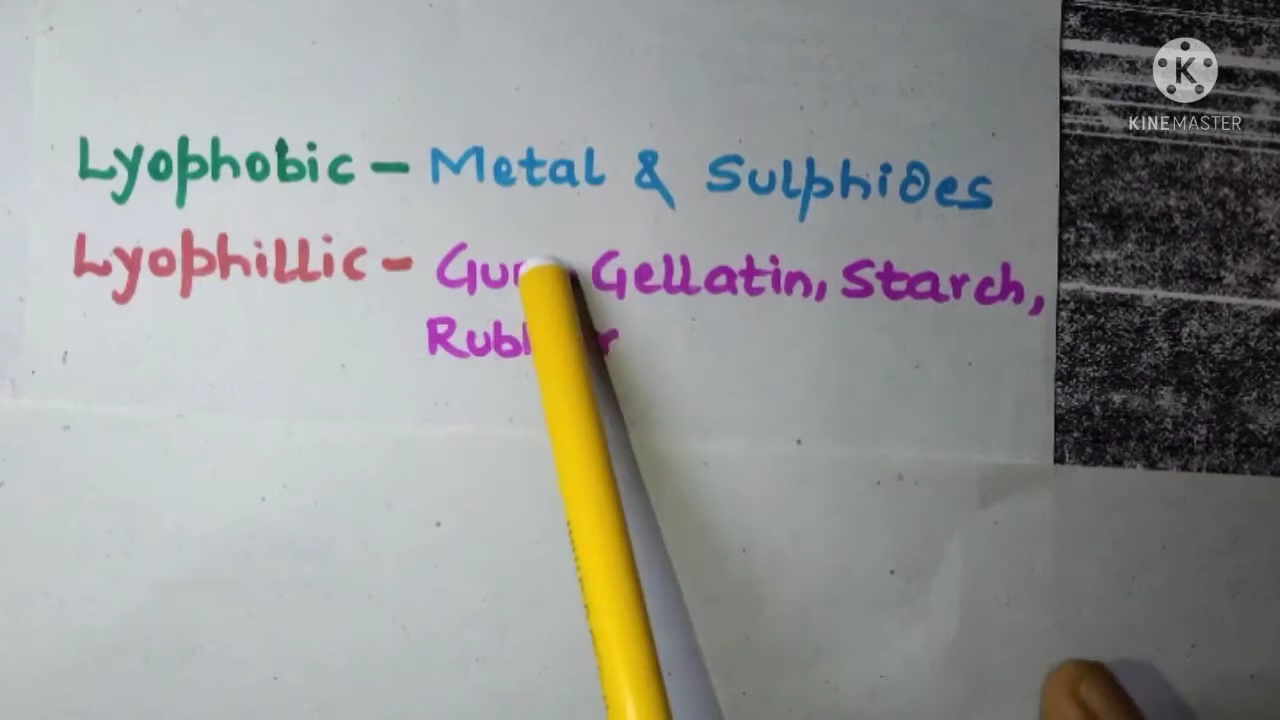 Lyophobic - Metal & Sulphides
Lyophillic - Gellatin, Starch,
KINEMASTER